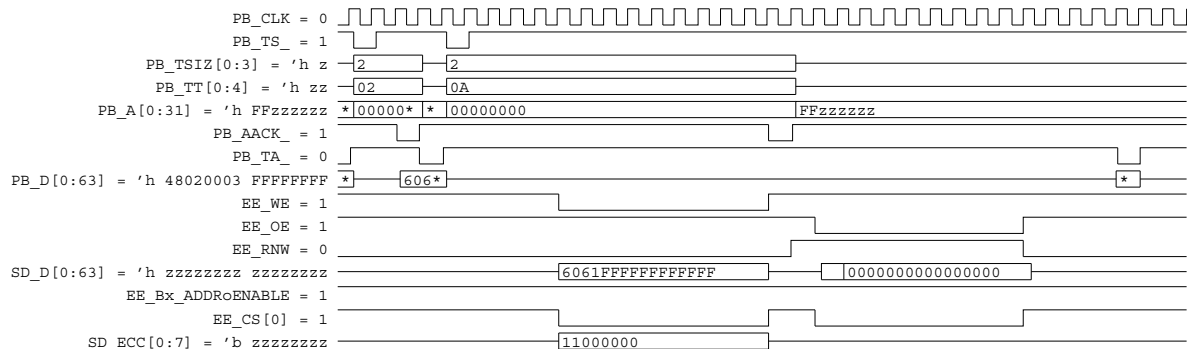 PB_CLK = 0
PB_TS_ = 1
PB_TSIZ[0:3] = 'h z 2 2
PB_TT[0:4] = 'h zz 02 0A
PB_A[0:31] = 'h FFzzzzzz * 00000* * 00000000 FFzzzzzz
PB_AACK_ = 1
PB_TA_ = 0
PB_D[0:63] = 'h 48020003 FFFFFFFF * 606* *
EE_WE = 1
EE_OE = 1
EE_RNW = 0
SD_D[0:63] = 'h zzzzzzzz zzzzzzzz 6061FFFFFFFFFFFF 0000000000000000
EE_Bx_ADDRoENABLE = 1
EE_CS[0] = 1
SD_ECC[0:7] = 'b zzzzzzzz 11000000